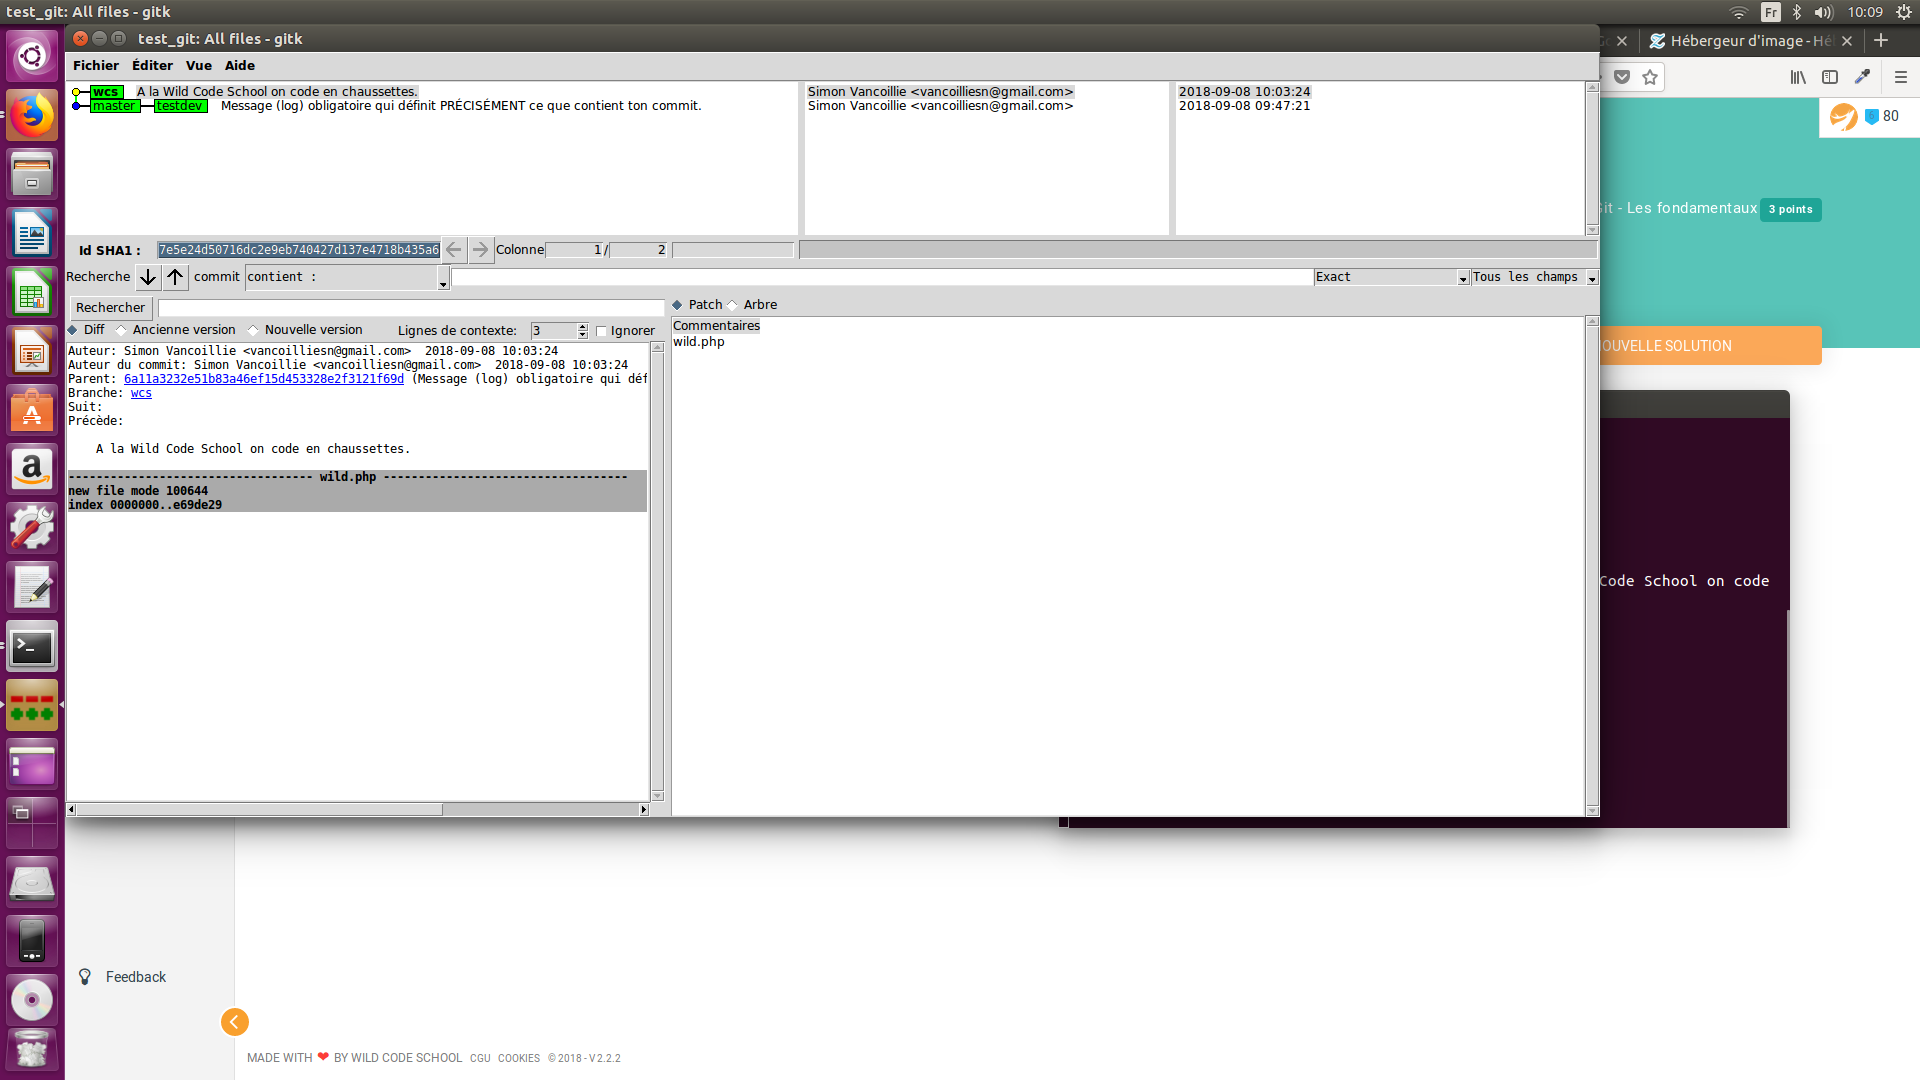 test_git: All files - gitk
Fr
10:09
test_git: All files - gitk
Hébergeur d'image - Hé
Fichier Éditer Vue Aide
wcs A la Wild Code School on code en chaussettes. Simon Vancoillie <vancoilliesn@gmail.com> 2018-09-08 10:03:24
master testdev Message (log) obligatoire qui définit PRÉCISÉMENT ce que contient ton commit. Simon Vancoillie <vancoilliesn@gmail.com> 2018-09-08 09:47:21
80
it - Les fondamentaux 3 points
Id SHA1 : 7e5e24d50716dc2e9eb740427d137e4718b435a6 Colonne 1 / 2
Recherche commit contient : Exact Tous les champs
Rechercher
Patch Arbre
Diff Ancienne version Nouvelle version Lignes de contexte: 3 Ignorer
Commentaires
wild.php
OUVELLE SOLUTION
Auteur: Simon Vancoillie <vancoilliesn@gmail.com> 2018-09-08 10:03:24
Auteur du commit: Simon Vancoillie <vancoilliesn@gmail.com> 2018-09-08 10:03:24
Parent: 6a11a3232e51b83a46ef15d453328e2f3121f69d (Message (log) obligatoire qui déf
Branche: wcs
Suit:
Précède:
A la Wild Code School on code en chaussettes.
--------------------------------- wild.php ---------------------------------
new file mode 100644
index 0000000..e69de29
Code School on code
Feedback
MADE WITH ❤ BY WILD CODE SCHOOL CGU COOKIES © 2018 - V 2.2.2